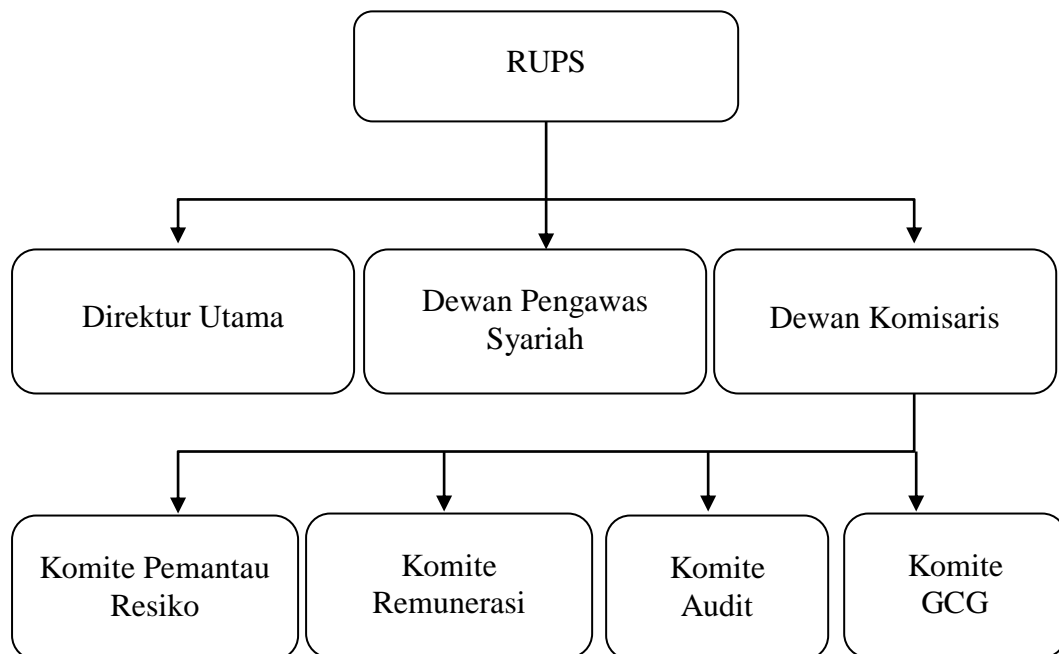 RUPS
Direktur Utama
Dewan Pengawas
Syariah
Dewan Komisaris
Komite Pemantau
Resiko
Komite
Remunerasi
Komite
Audit
Komite
GCG